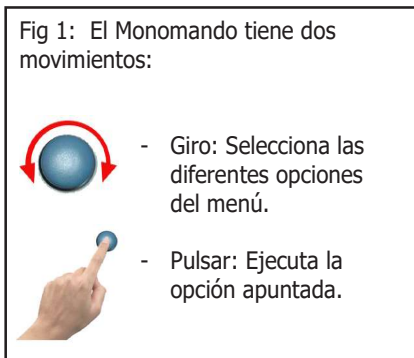 Fig 1: El Monomando tiene dos
movimientos:
- Giro: Selecciona las
diferentes opciones
del menú.
- Pulsar: Ejecuta la
opción apuntada.